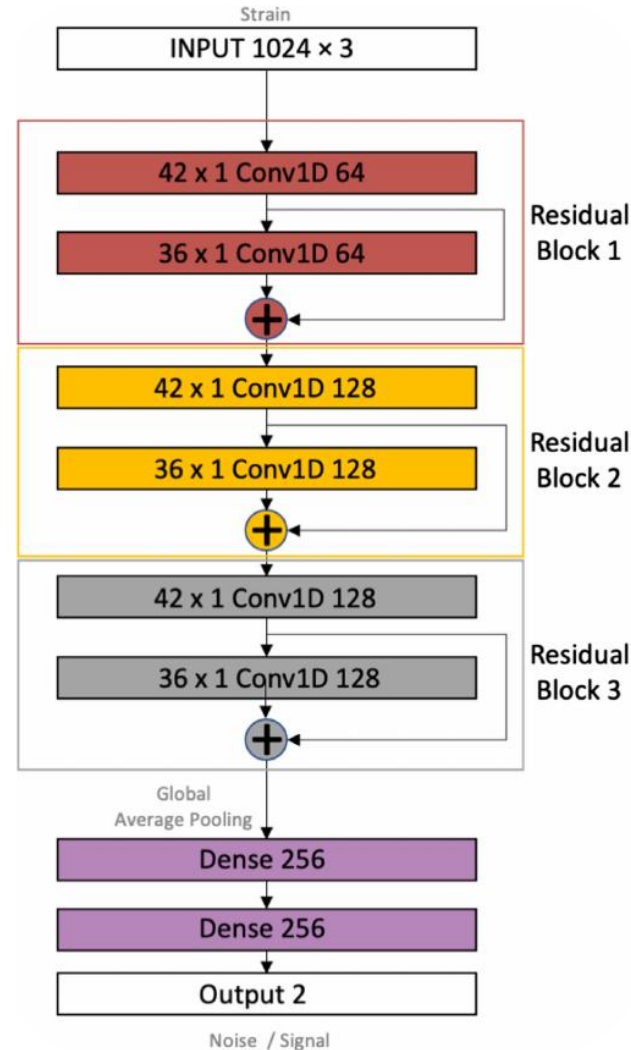 Strain
INPUT 1024 × 3
42 x 1 Conv1D 64
36 x 1 Conv1D 64
Residual
Block 1
42 x 1 Conv1D 128
36 x 1 Conv1D 128
Residual
Block 2
42 x 1 Conv1D 128
36 x 1 Conv1D 128
Residual
Block 3
Global
Average Pooling
Dense 256
Dense 256
Output 2
Noise / Signal